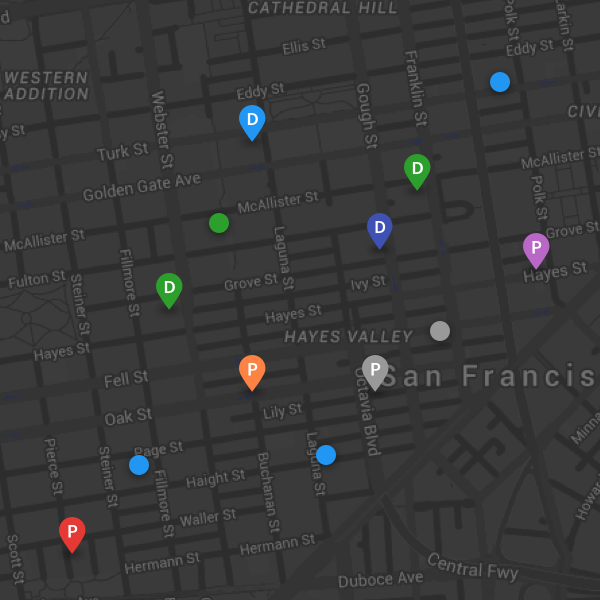 CATHEDRAL HILL
Polk St
Larkin St
Ellis St
Eddy St
WESTERN
ADDITION
Eddy St
Franklin St
Gough St
Webster St
D
Turk St
McAllister St
Golden Gate Ave
D
McAllister St
Polk St
McAllister St
D
Grove St
P
Hayes St
Laguna St
Fulton St
Fillmore St
Steiner St
D
Grove St
Ivy St
Hayes St
HAYES VALLEY
Hayes St
Fell St
P
P
San Francis
Oak St
Lily St
Octavia Blvd
Page St
Pierce St
Steiner St
Fillmore St
Haight St
Buchanan St
Laguna St
Waller St
P
Hermann St
Hermann St
Scott St
Duboce Ave
Central Fwy